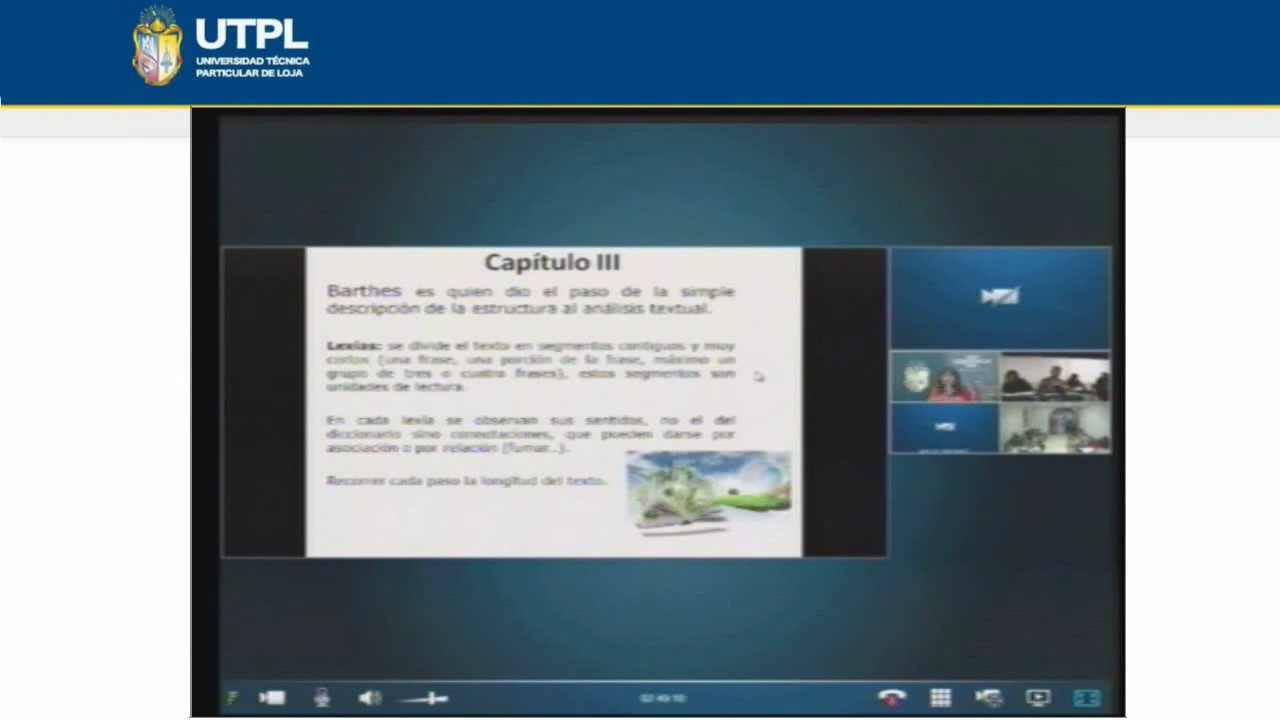 UTPL
UNIVERSIDAD TÉCNICA
PARTICULAR DE LOJA
Capítulo III
Barthes es quien dio el paso de la simple
descripción de la estructura al análisis textual.
Lexías: se divide el texto en segmentos contiguos y muy
cortos (una frase, una porción de la frase, máximo un
grupo de tres o cuatro frases), estos segmentos son
unidades de lectura.
En cada lexía se observan sus sentidos, no el del
diccionario sino connotaciones, que pueden darse por
asociación o por relación (fumar...).
Recorrer cada paso la longitud del texto.